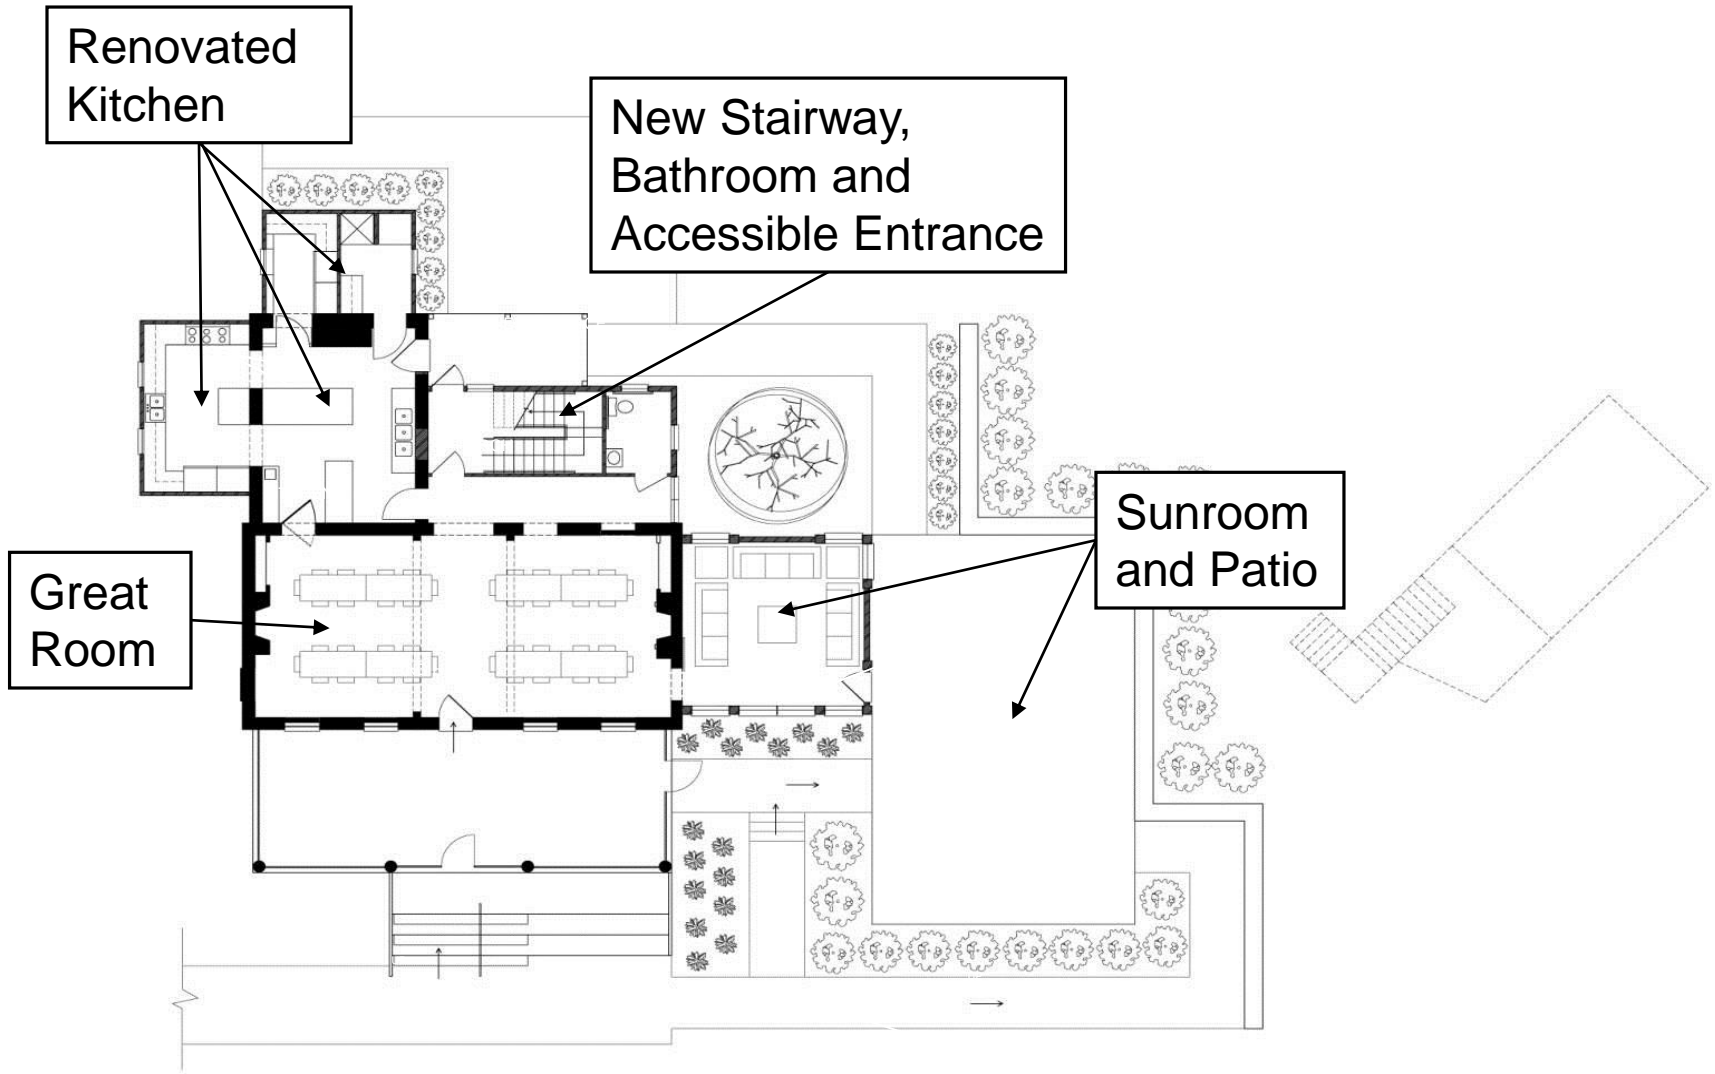 Renovated
Kitchen
New Stairway,
Bathroom and
Accessible Entrance
Sunroom
and Patio
Great
Room